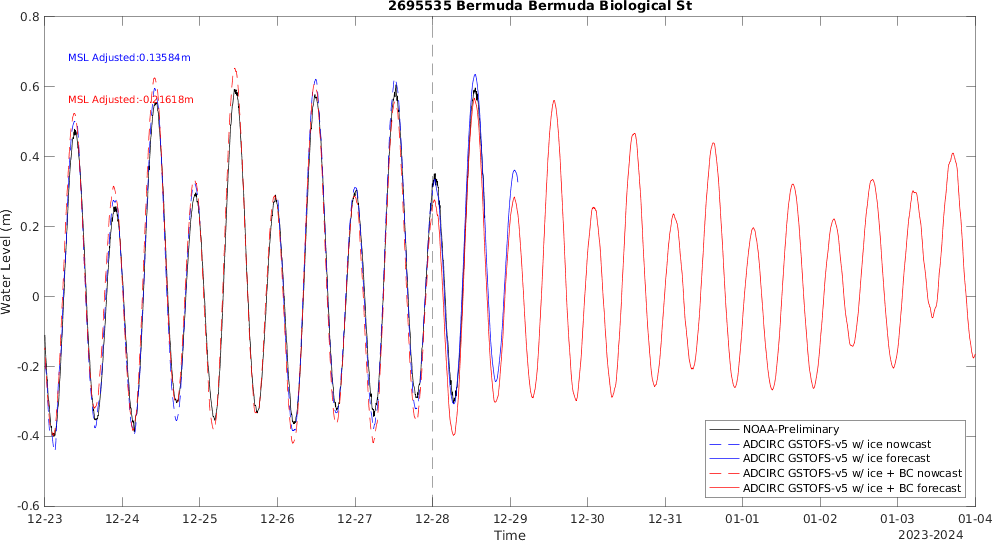 2695535 Bermuda Bermuda Biological St
0.8
0.6
0.4
0.2
0
-0.2
-0.4
-0.6
Water Level (m)
MSL Adjusted:0.13584m
MSL Adjusted:-0.21618m
NOAA-Preliminary
ADCIRC GSTOFS-v5 w/ ice nowcast
ADCIRC GSTOFS-v5 w/ ice forecast
ADCIRC GSTOFS-v5 w/ ice + BC nowcast
ADCIRC GSTOFS-v5 w/ ice + BC forecast
12-23 12-24 12-25 12-26 12-27 12-28 12-29 12-30 12-31 01-01 01-02 01-03 01-04
Time
2023-2024